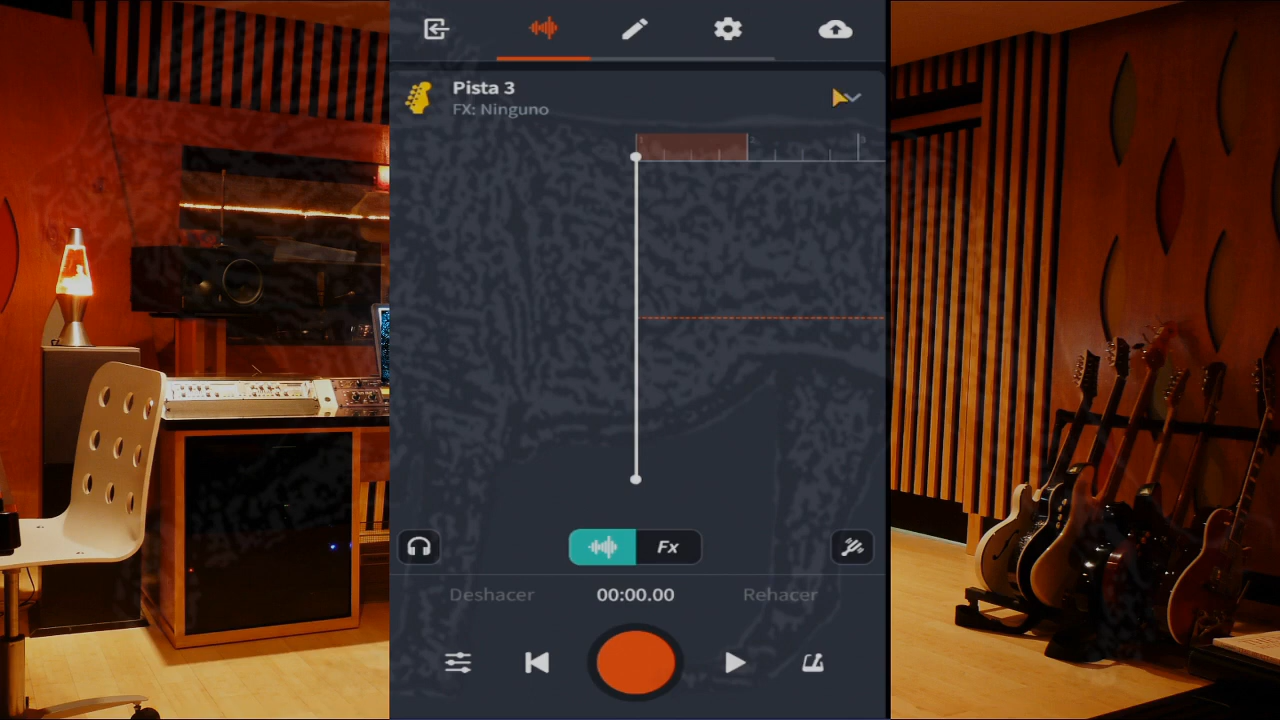 Pista 3
FX: Ninguno
Fx
Deshacer
00:00.00
Rehacer